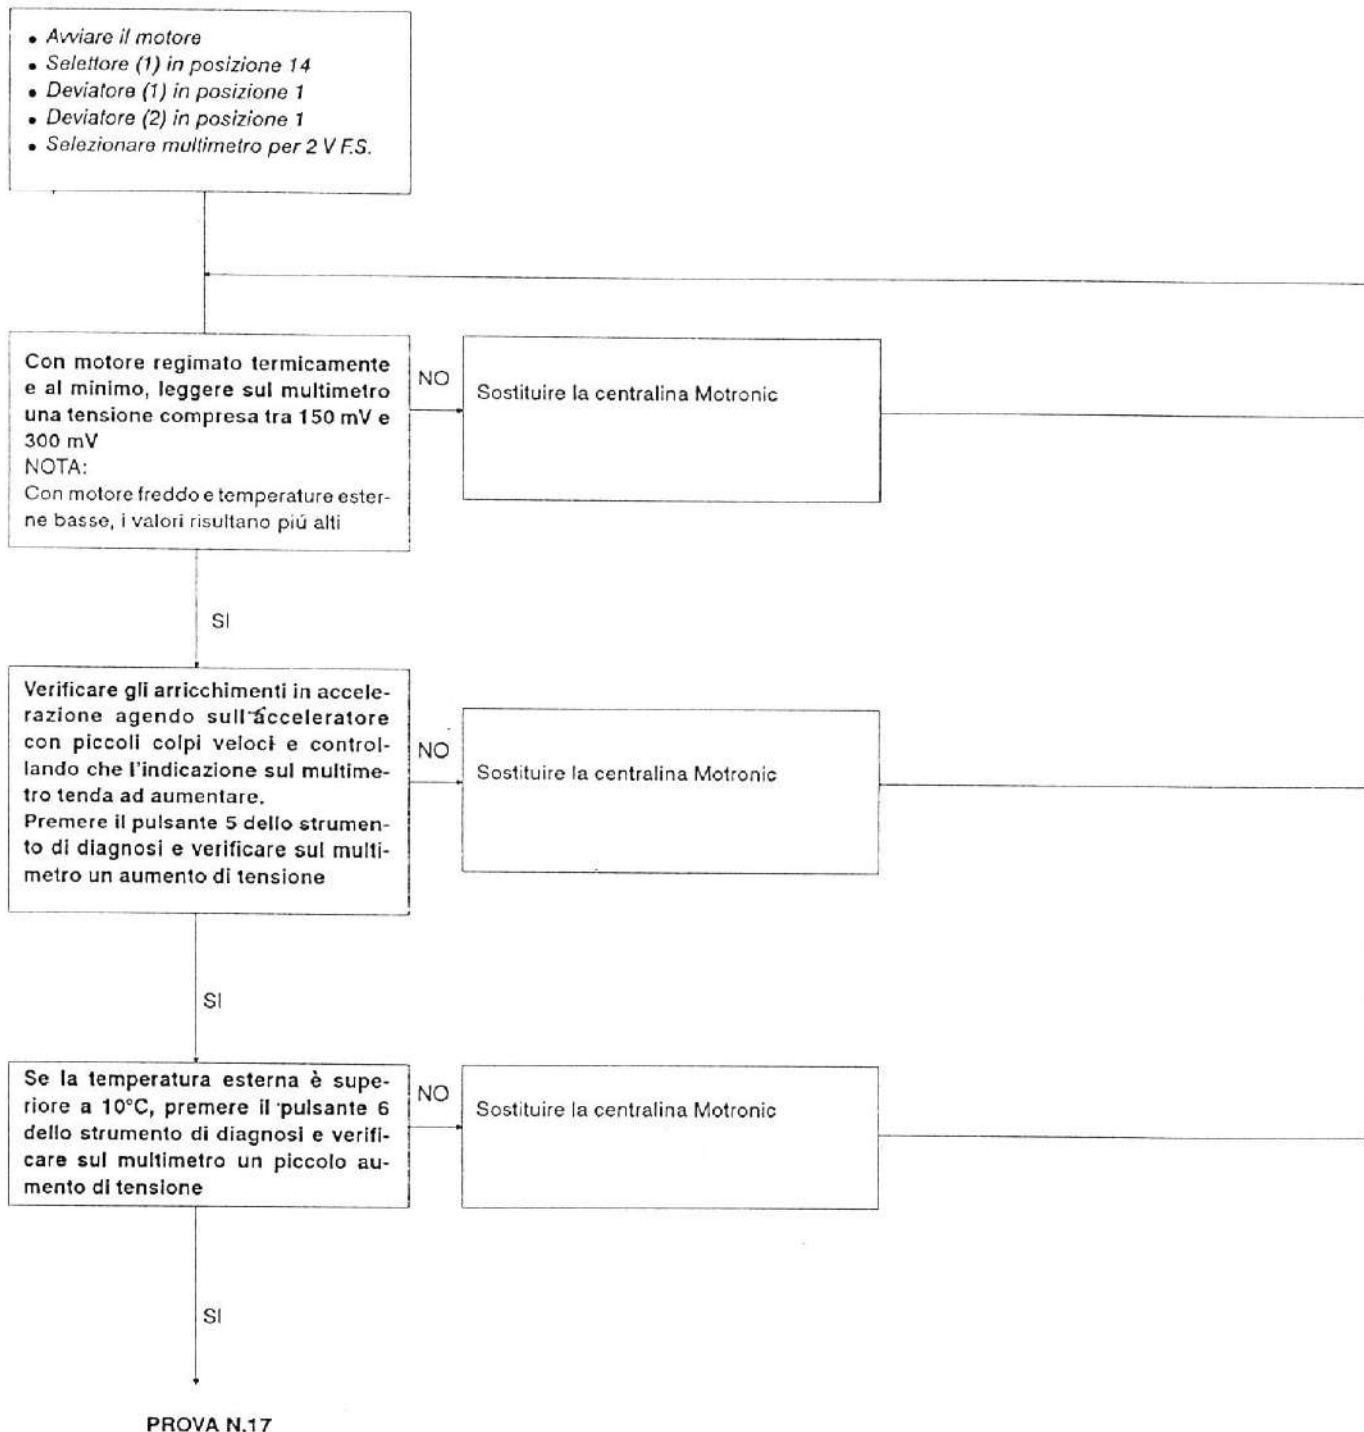 • Avviare il motore
• Selettore (1) in posizione 14
• Deviatore (1) in posizione 1
• Deviatore (2) in posizione 1
• Selezionare multimetro per 2 V F.S.
Con motore regimato termicamente
e al minimo, leggere sul multimetro
una tensione compresa tra 150 mV e
300 mV
NOTA:
Con motore freddo e temperature ester-
ne basse, i valori risultano piú alti
NO
Sostituire la centralina Motronic
SI
Verificare gli arricchimenti in accele-
razione agendo sull'acceleratore
con piccoli colpi veloci e control-
lando che l'indicazione sul multime-
tro tenda ad aumentare.
Premere il pulsante 5 dello strumen-
to di diagnosi e verificare sul multi-
metro un aumento di tensione
NO
Sostituire la centralina Motronic
SI
Se la temperatura esterna è supe-
riore a 10°C, premere il pulsante 6
dello strumento di diagnosi e verifi-
care sul multimetro un piccolo au-
mento di tensione
NO
Sostituire la centralina Motronic
SI
PROVA N.17